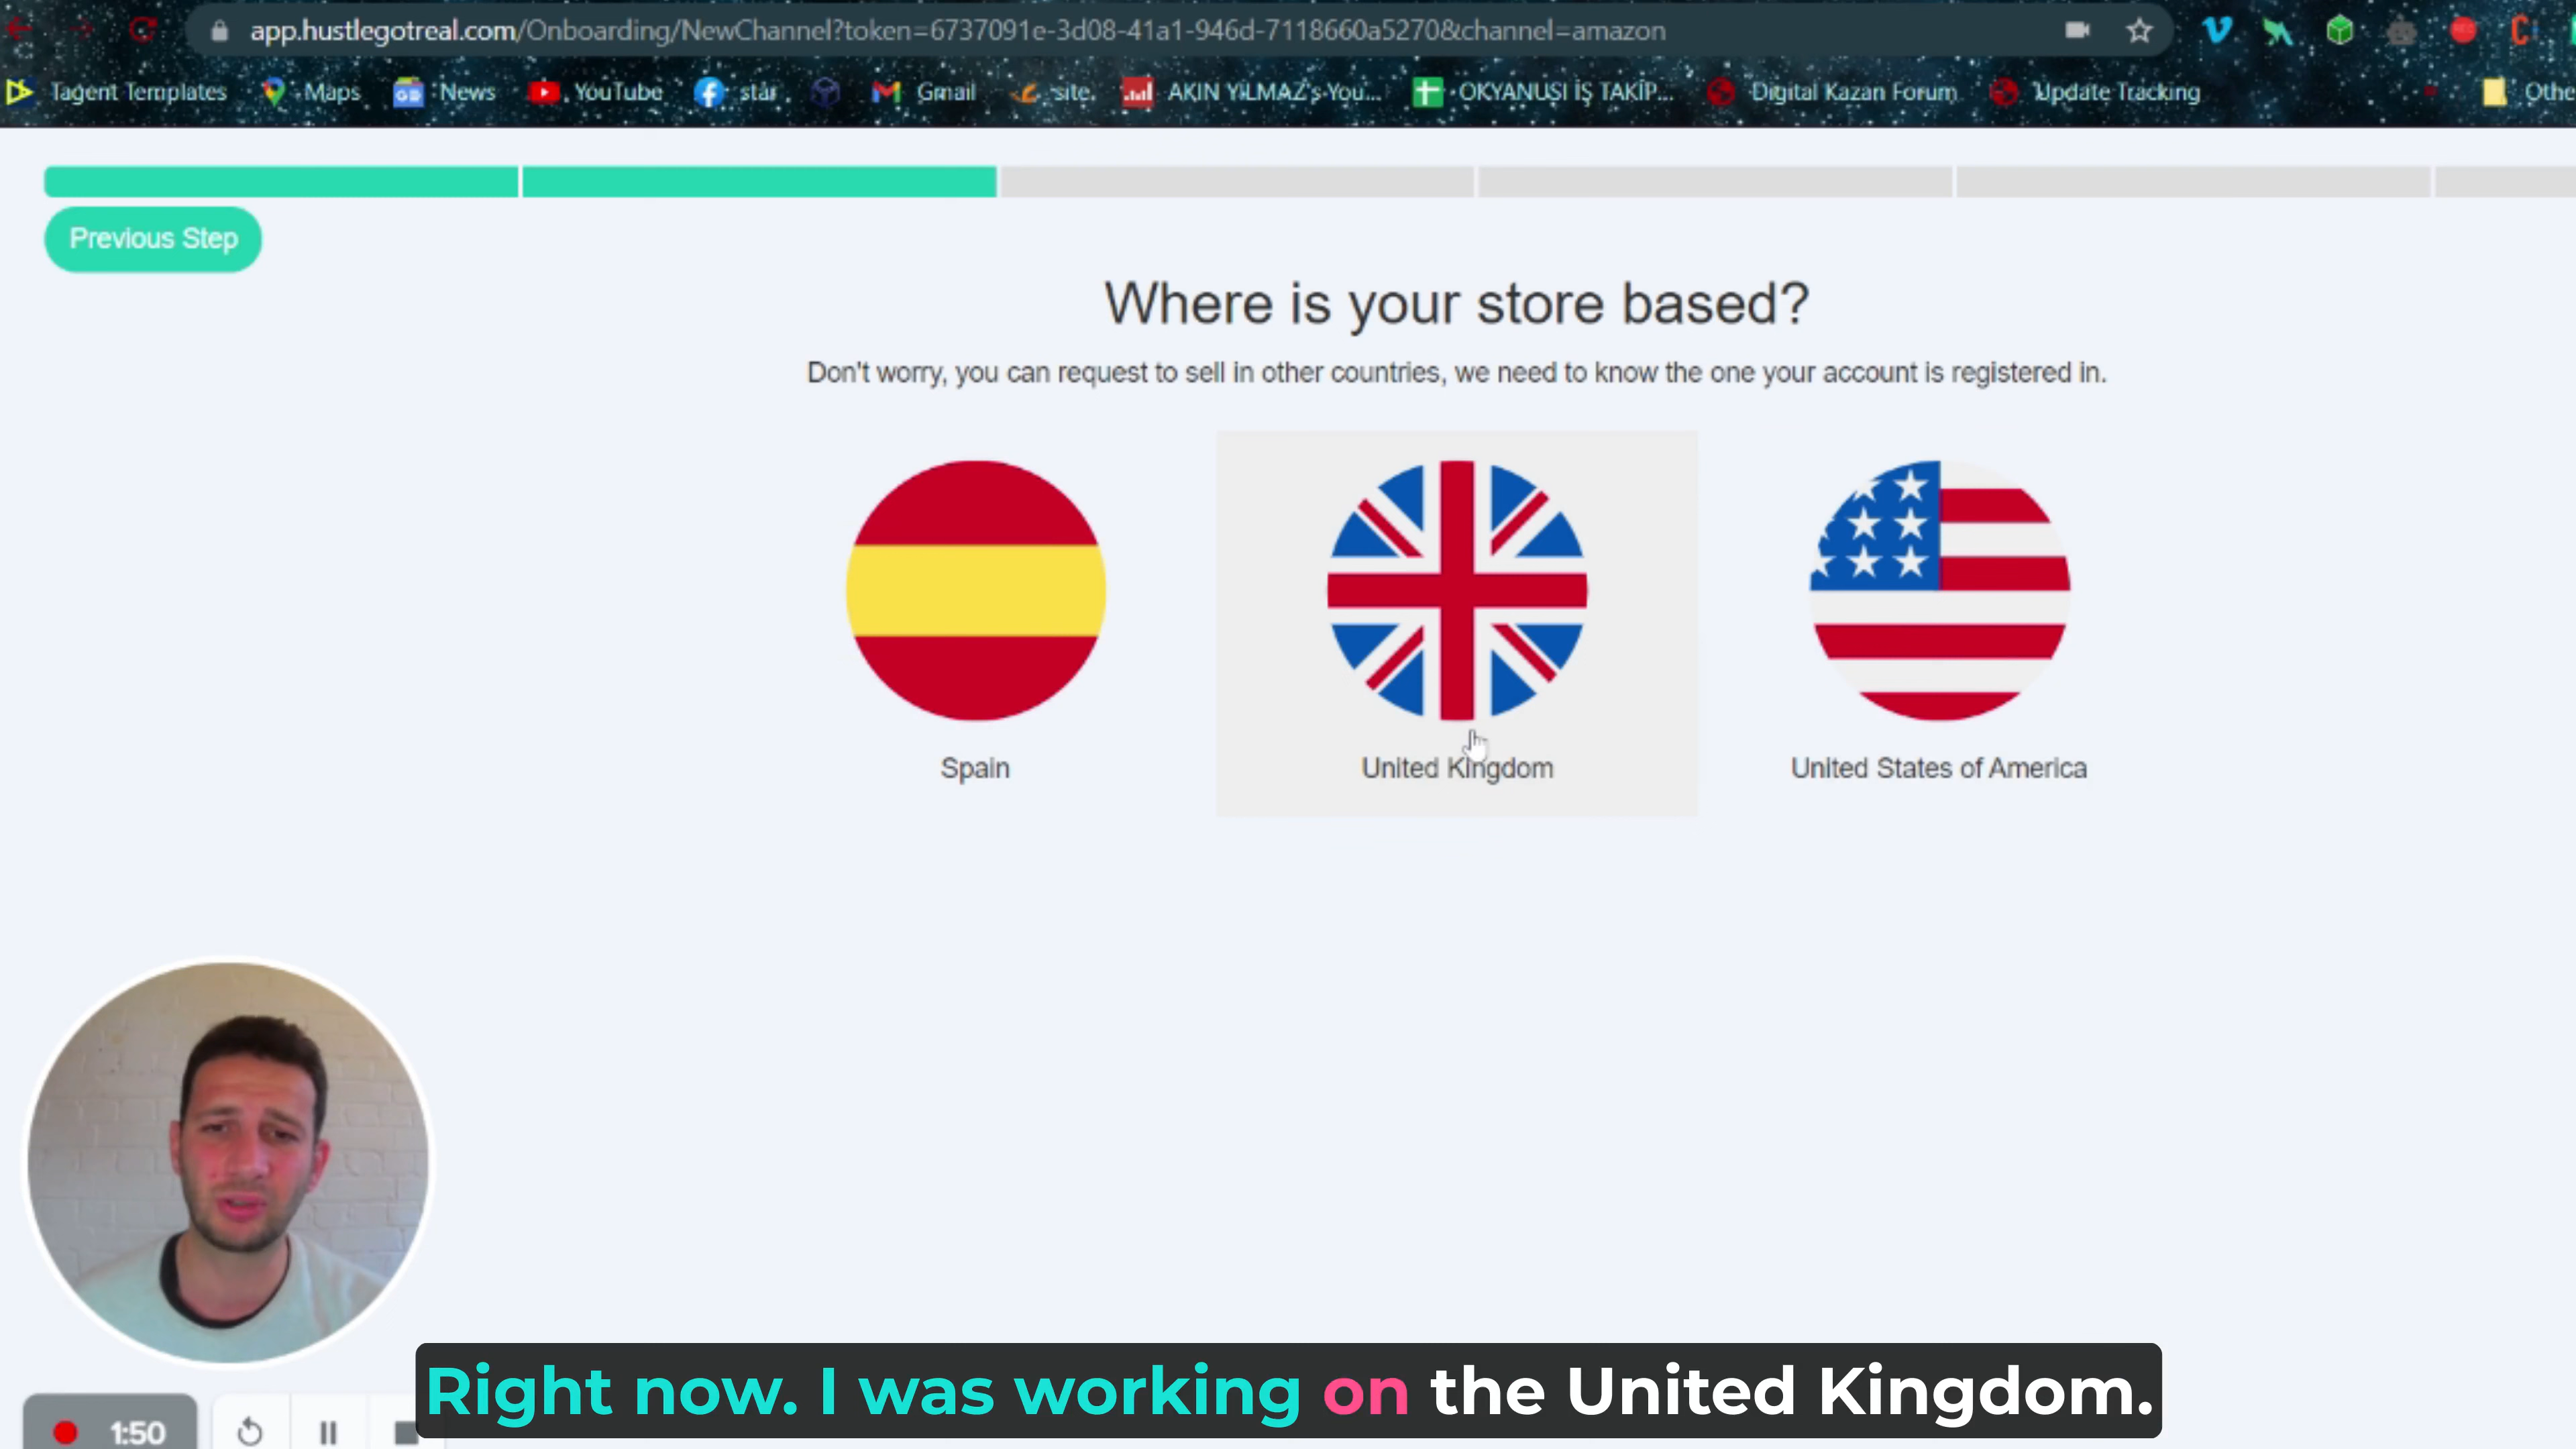 app.hustlegotreal.com/Onboarding/NewChannel?token=6737091e-3d08-41a1-946d-7118660a5270&channel=amazon
Tagent Templates Maps News YouTube star Gmail site AKIN YILMAZ's You... OKYANUSI İŞ TAKİP... Digital Kazan Forum Update Tracking Othe
Previous Step
Where is your store based?
Don't worry, you can request to sell in other countries, we need to know the one your account is registered in.
Spain United Kingdom United States of America
Right now. I was working on the United Kingdom.
1:50